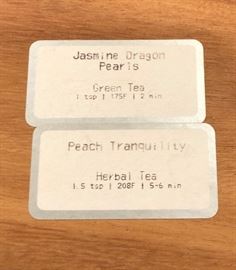 Jasmine Dragon
Pearls
Green Tea
1 tsp | 175F | 2 min
Peach Tranquility
Herbal Tea
1.5 tsp | 208F | 5-6 min